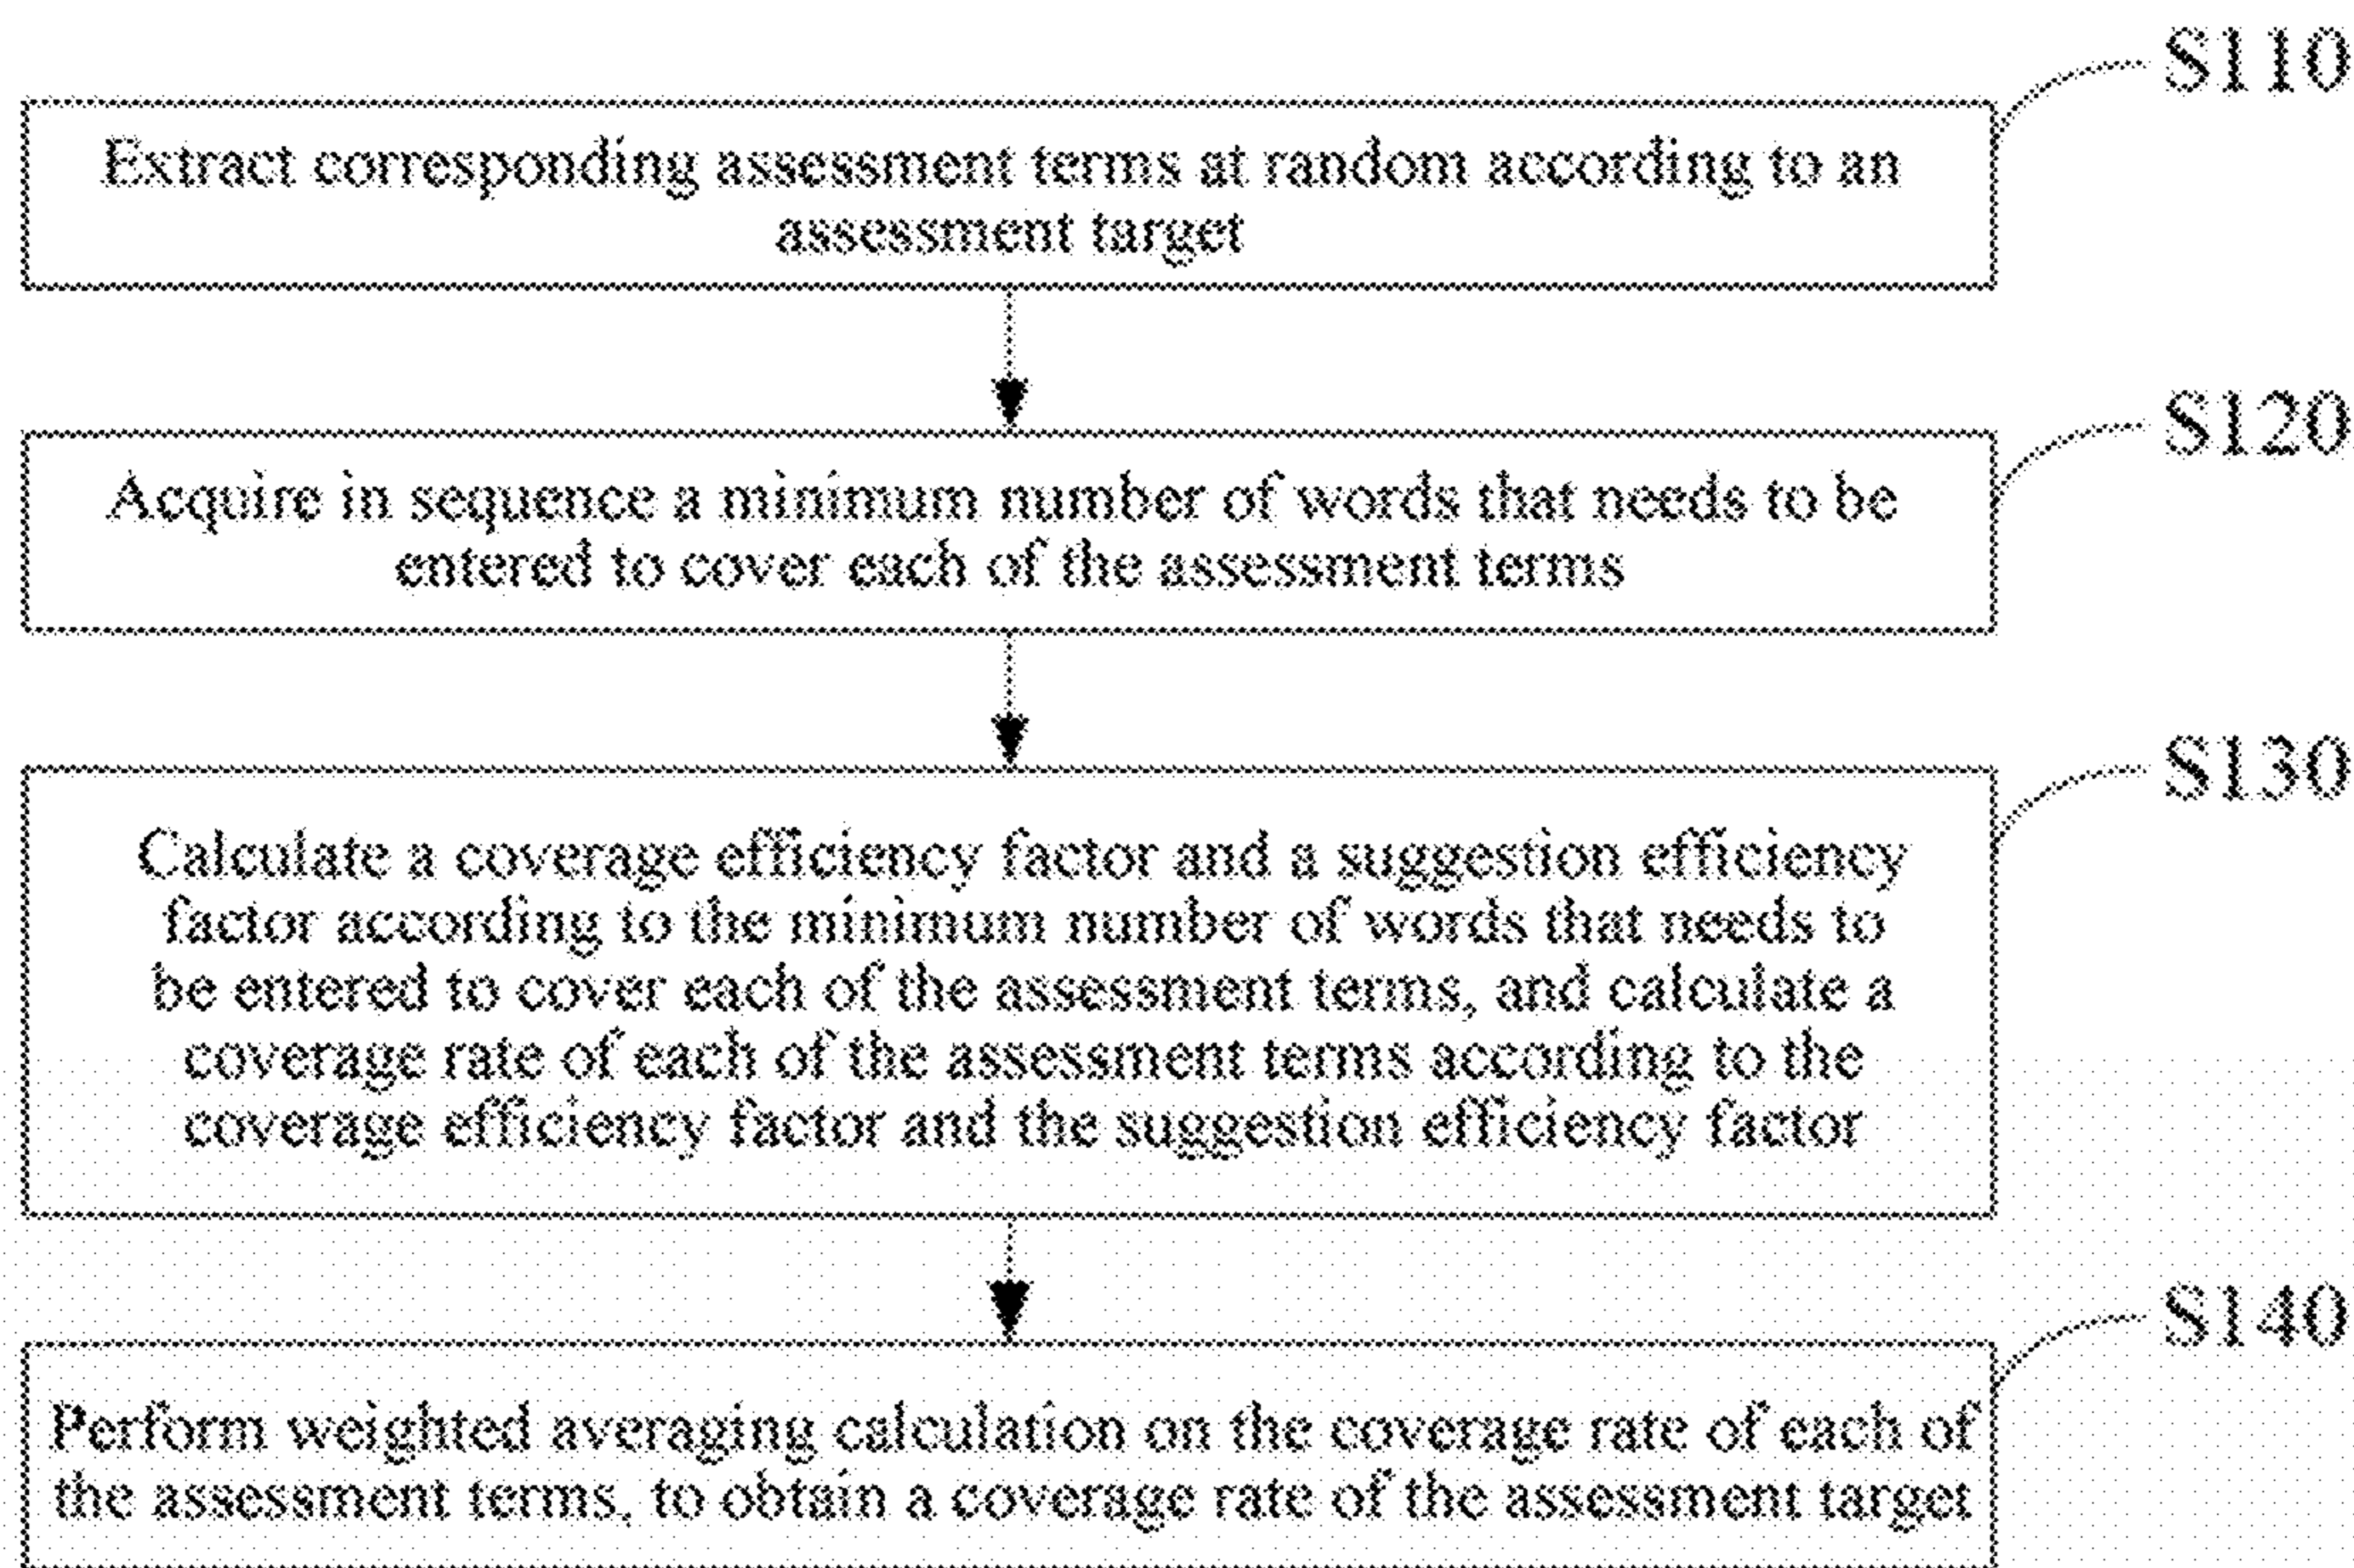 S110
Extract corresponding assessment terms at random according to an
assessment target
S120
Acquire in sequence a minimum number of words that needs to be
entered to cover each of the assessment terms
S130
Calculate a coverage efficiency factor and a suggestion efficiency
factor according to the minimum number of words that needs to
be entered to cover each of the assessment terms, and calculate a
coverage rate of each of the assessment terms according to the
coverage efficiency factor and the suggestion efficiency factor
S140
Perform weighted averaging calculation on the coverage rate of each of
the assessment terms, to obtain a coverage rate of the assessment target